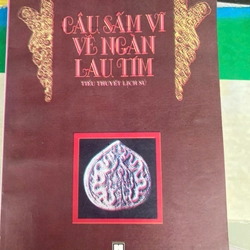 CÂU SẤM VĨ
VỀ NGÀN
LAU TÍM
TIỂU THUYẾT LỊCH SỬ